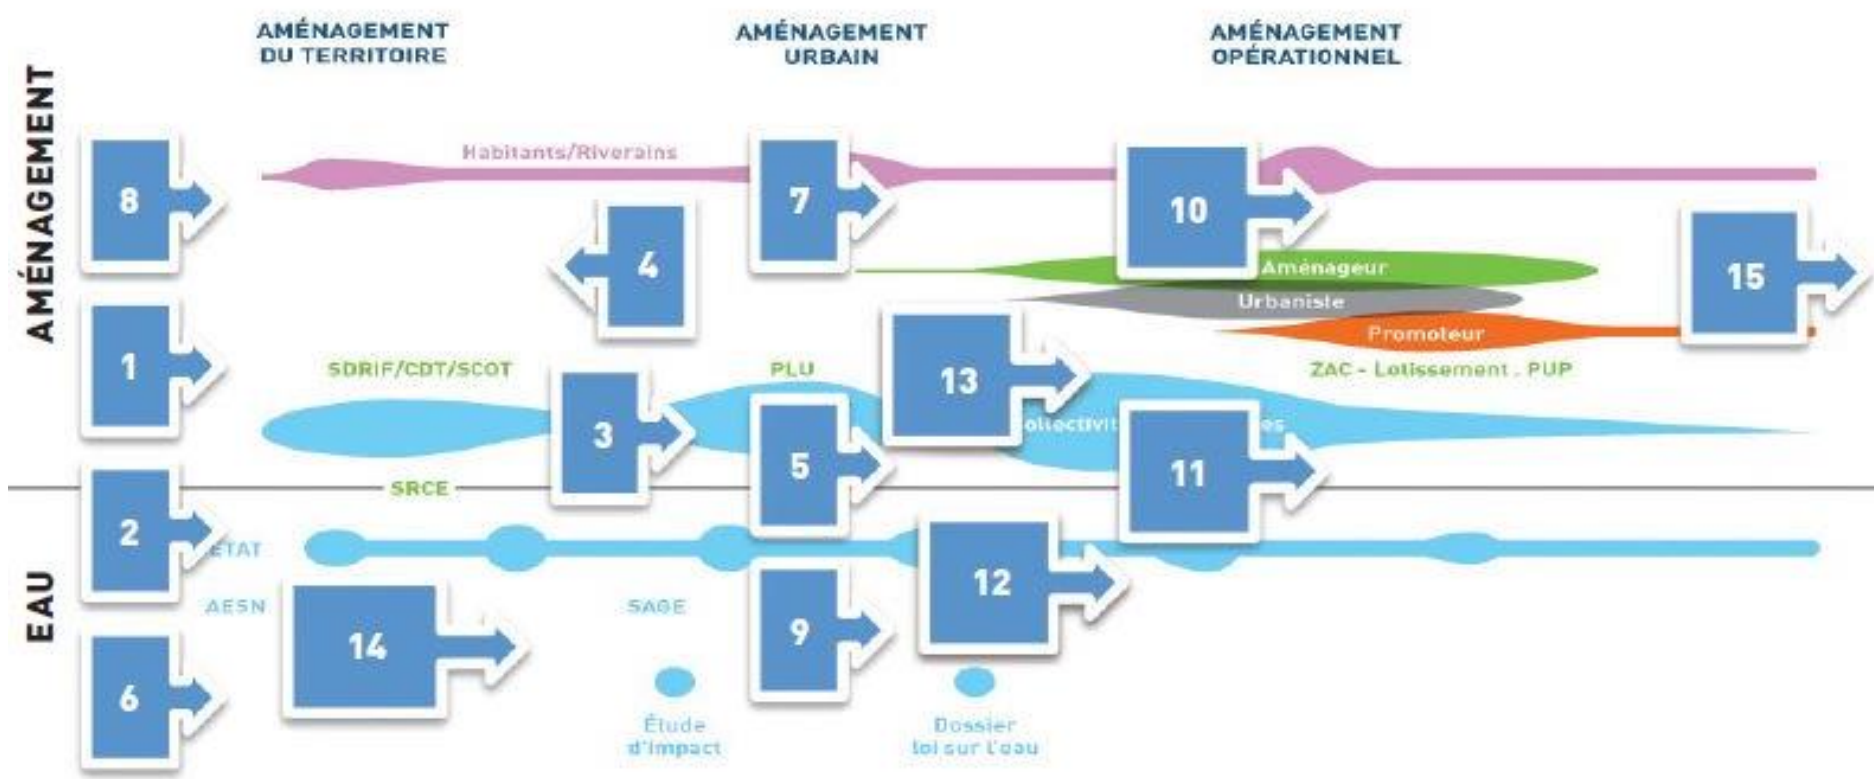 AMÉNAGEMENT
DU TERRITOIRE
AMÉNAGEMENT
URBAIN
AMÉNAGEMENT
OPÉRATIONNEL
AMÉNAGEMENT
8
Habitants/Riverains
7
10
4
Aménageur
15
Urbaniste
Promoteur
1
SDRIF/CDT/SCOT
PLU
13
ZAC - Lotissement . PUP
3
5
11
SRCE
EAU
2
ETAT
12
AESN
SAGE
14
9
6
Étude
d'impact
Dossier
loi sur l'eau